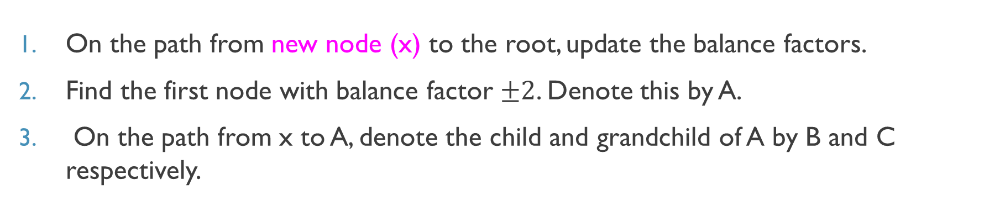 1. On the path from new node (x) to the root, update the balance factors.
2. Find the first node with balance factor ±2. Denote this by A.
3. On the path from x to A, denote the child and grandchild of A by B and C
respectively.